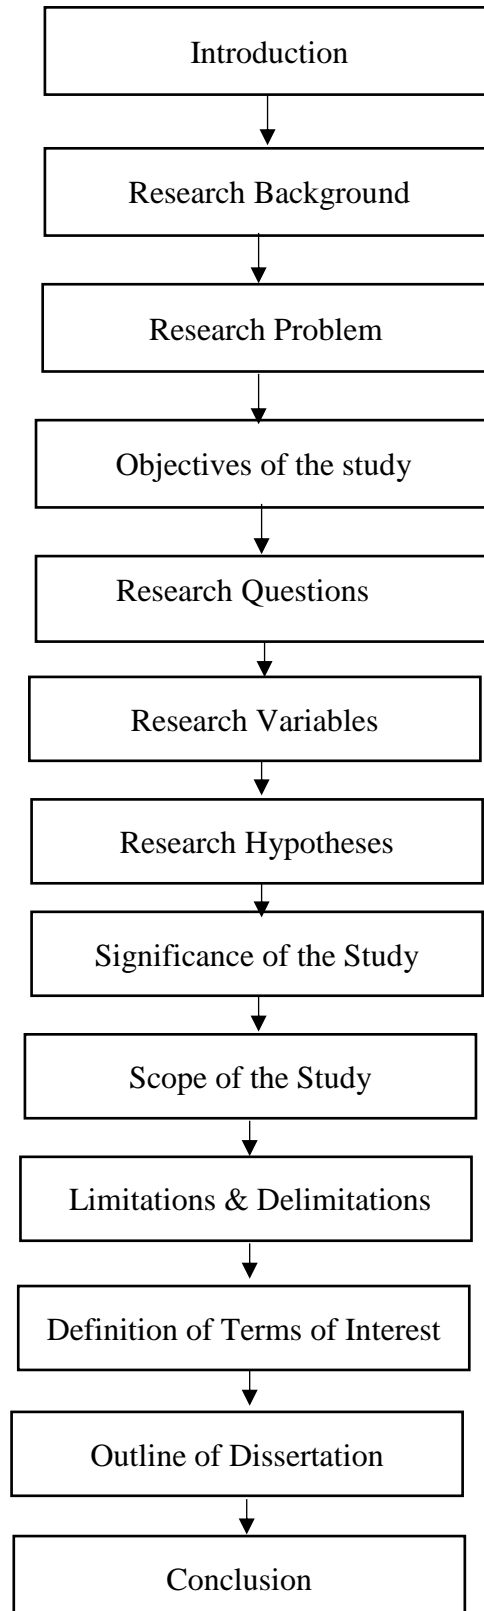 Introduction
Research Background
Research Problem
Objectives of the study
Research Questions
Research Variables
Research Hypotheses
Significance of the Study
Scope of the Study
Limitations & Delimitations
Definition of Terms of Interest
Outline of Dissertation
Conclusion